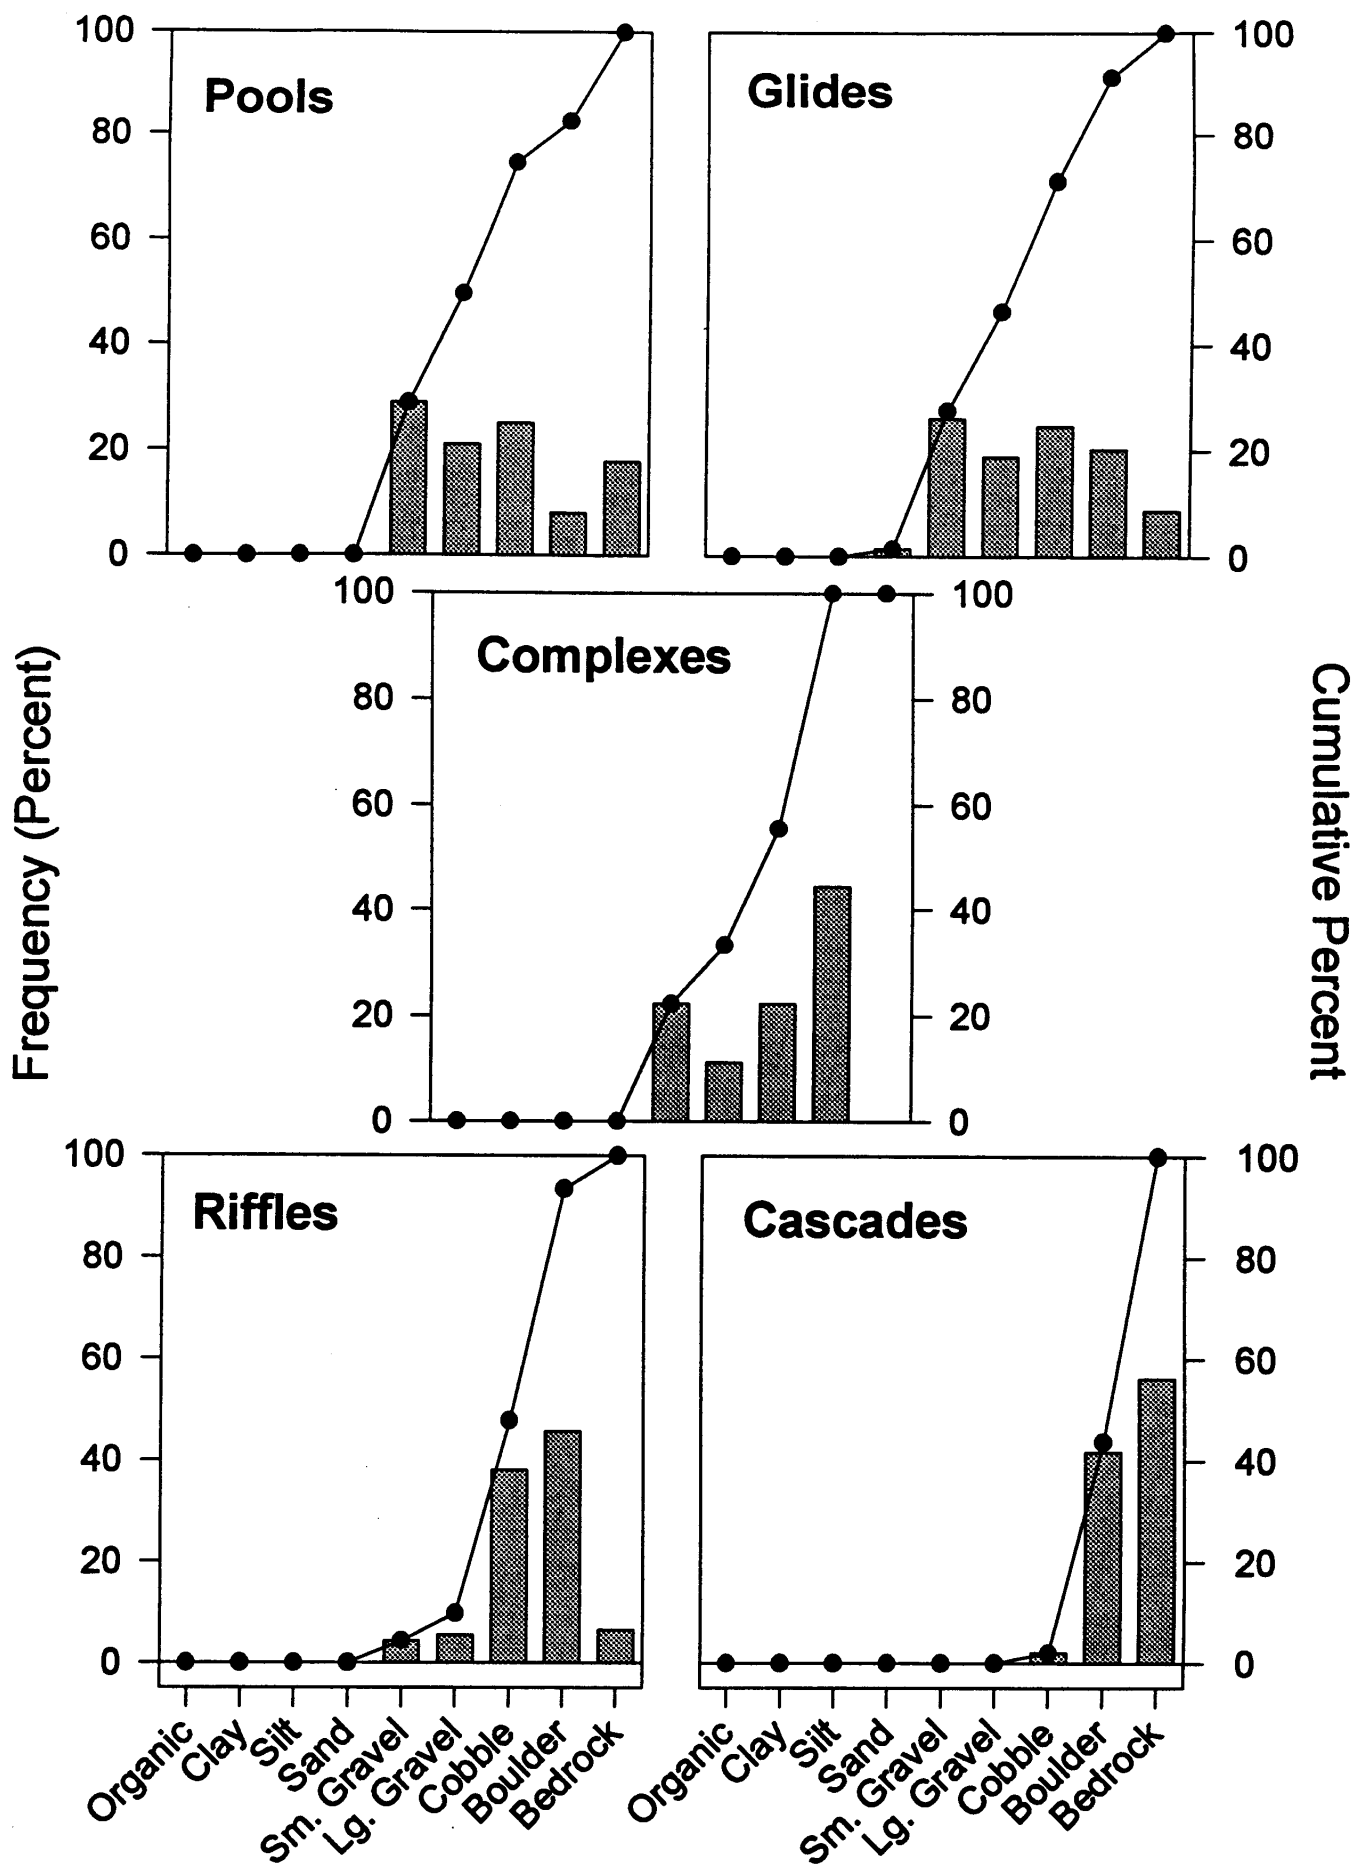 Pools
100
80
60
40
20
0
Glides
100
80
60
40
20
0
Complexes
100
80
60
40
20
0
100
80
60
40
20
0
Frequency (Percent)
Cumulative Percent
Riffles
100
80
60
40
20
0
Organic
Clay
Silt
Sand
Sm. Gravel
Lg. Gravel
Cobble
Boulder
Bedrock
Cascades
100
80
60
40
20
0
Organic
Clay
Silt
Sand
Sm. Gravel
Lg. Gravel
Cobble
Boulder
Bedrock